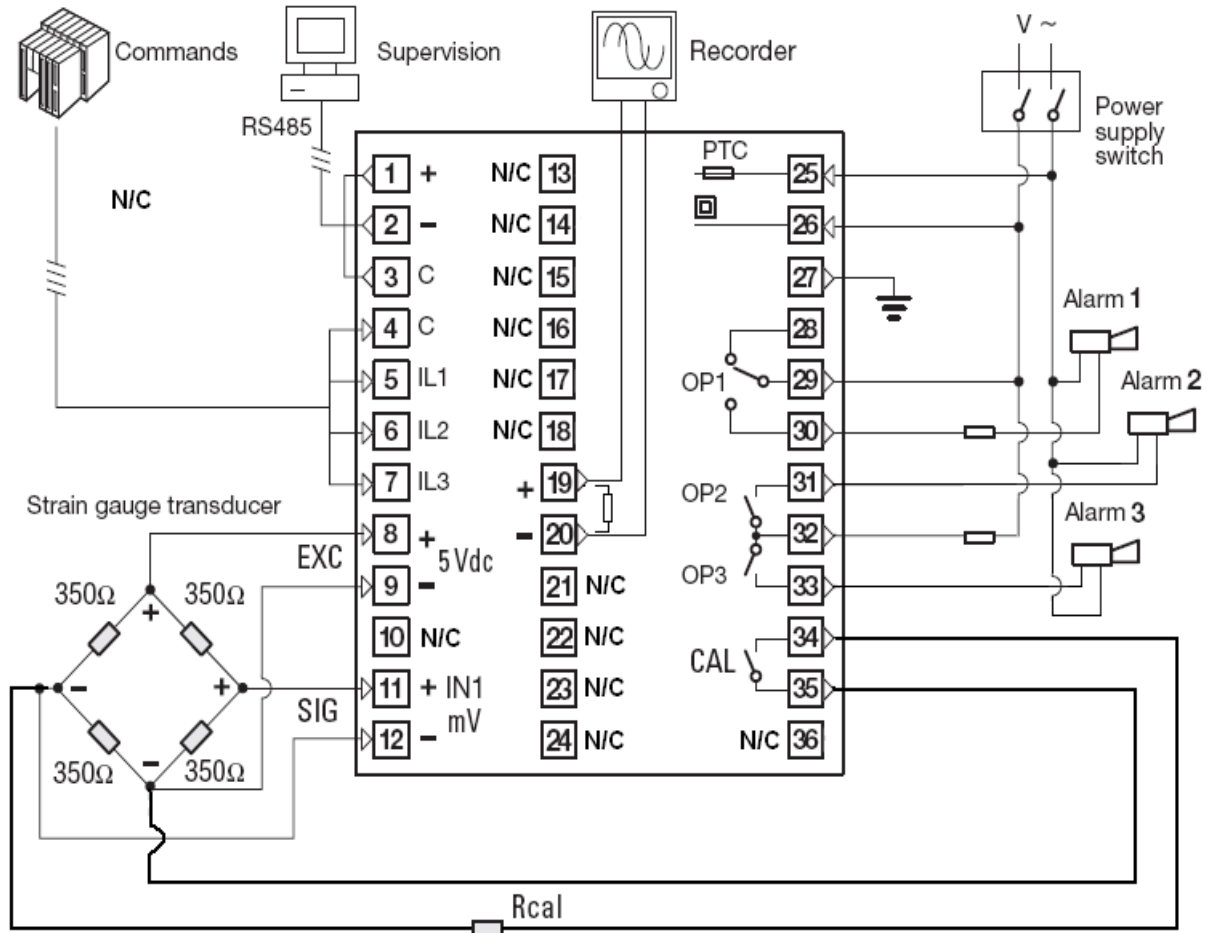 Commands
Supervision
Recorder
V ~
Power
supply
switch
RS485
N/C
1 +
2 -
3 C
4 C
5 IL1
6 IL2
7 IL3
8 +
EXC
5 Vdc
9 -
10 N/C
11 + IN1
SIG
mV
12 -
N/C 13
N/C 14
N/C 15
N/C 16
N/C 17
N/C 18
+ 19
- 20
21 N/C
22 N/C
23 N/C
24 N/C
PTC
25
26
27
28
OP1
29
30
OP2
31
32
OP3
33
34
CAL
35
N/C 36
Alarm 1
Alarm 2
Alarm 3
Strain gauge transducer
350Ω 350Ω
+
- +
-
350Ω 350Ω
Rcal